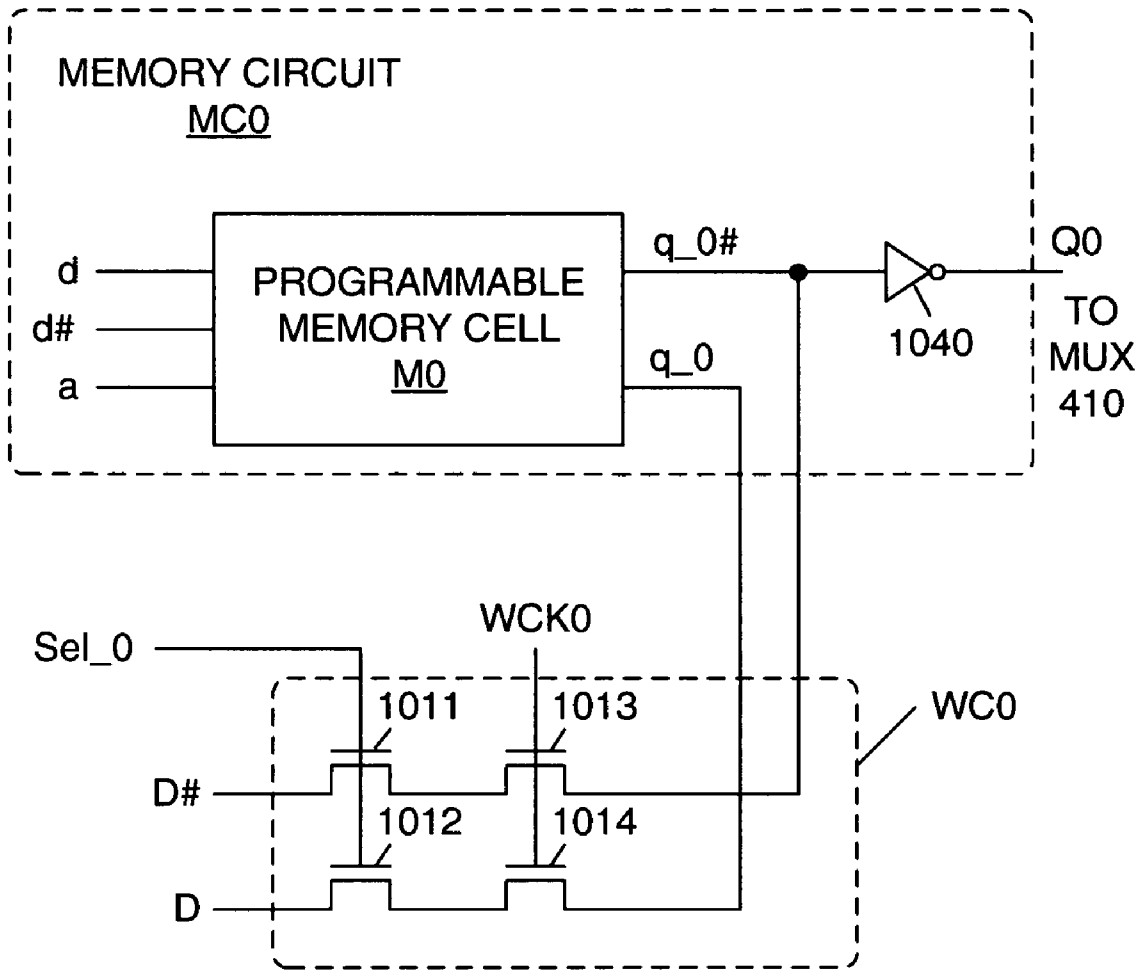 MEMORY CIRCUIT
MC0
d
d#
a
PROGRAMMABLE
MEMORY CELL
M0
q_0#
q_0
1040
Q0
TO
MUX
410
Sel_0
WCK0
1011
1013
WC0
D#
1012
1014
D